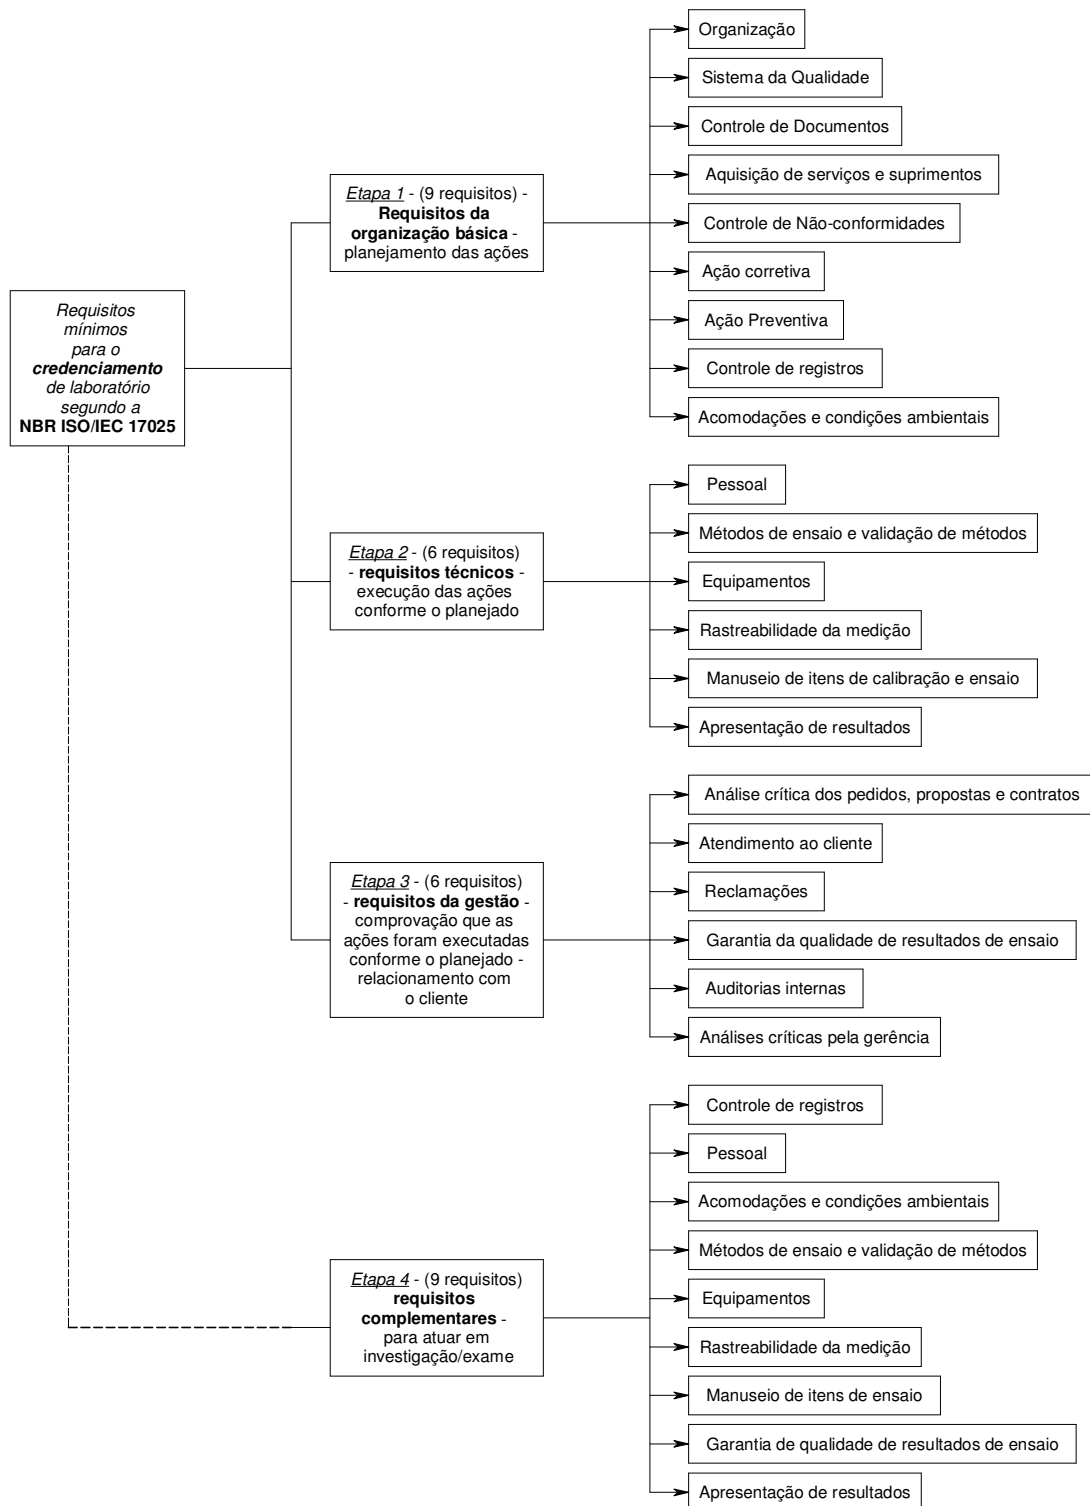 Requisitos
mínimos
para o
credenciamento
de laboratório
segundo a
NBR ISO/IEC 17025
Etapa 1 - (9 requisitos) -
Requisitos da
organização básica -
planejamento das ações
Organização
Sistema da Qualidade
Controle de Documentos
Aquisição de serviços e suprimentos
Controle de Não-conformidades
Ação corretiva
Ação Preventiva
Controle de registros
Acomodações e condições ambientais
Etapa 2 - (6 requisitos)
- requisitos técnicos -
execução das ações
conforme o planejado
Pessoal
Métodos de ensaio e validação de métodos
Equipamentos
Rastreabilidade da medição
Manuseio de itens de calibração e ensaio
Apresentação de resultados
Etapa 3 - (6 requisitos)
- requisitos da gestão -
comprovação que as
ações foram executadas
conforme o planejado -
relacionamento com
o cliente
Análise crítica dos pedidos, propostas e contratos
Atendimento ao cliente
Reclamações
Garantia da qualidade de resultados de ensaio
Auditorias internas
Análises críticas pela gerência
Etapa 4 - (9 requisitos)
requisitos
complementares -
para atuar em
investigação/exame
Controle de registros
Pessoal
Acomodações e condições ambientais
Métodos de ensaio e validação de métodos
Equipamentos
Rastreabilidade da medição
Manuseio de itens de ensaio
Garantia de qualidade de resultados de ensaio
Apresentação de resultados